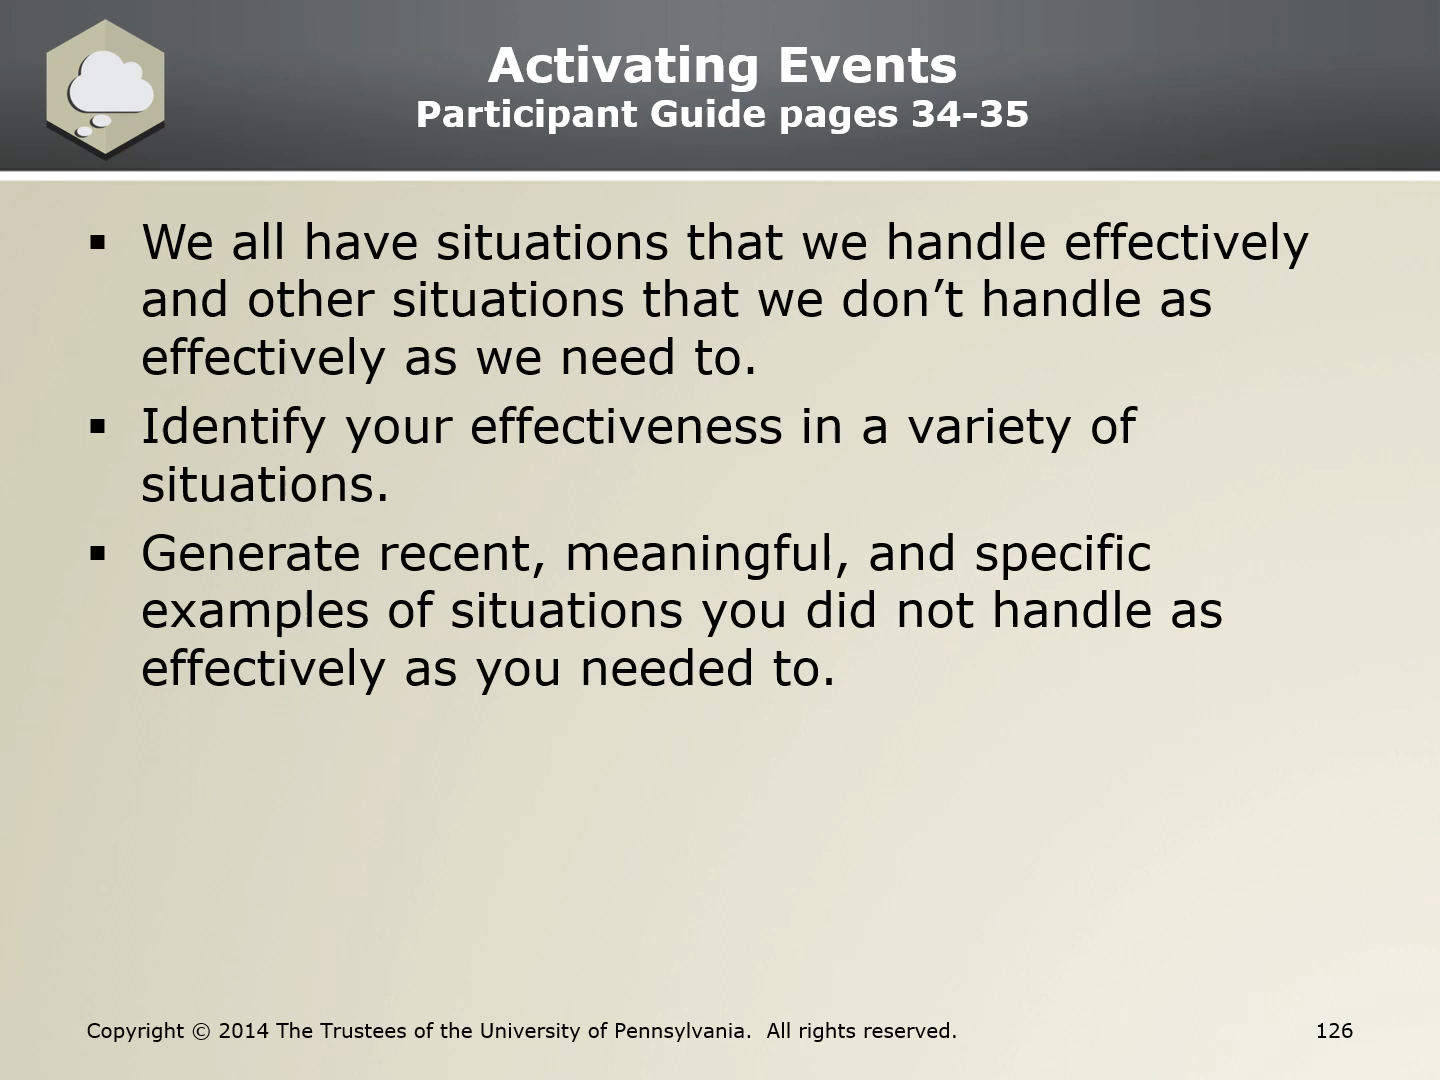 Activating Events
Participant Guide pages 34-35
▪ We all have situations that we handle effectively
and other situations that we don’t handle as
effectively as we need to.
▪ Identify your effectiveness in a variety of
situations.
▪ Generate recent, meaningful, and specific
examples of situations you did not handle as
effectively as you needed to.
Copyright © 2014 The Trustees of the University of Pennsylvania. All rights reserved. 126